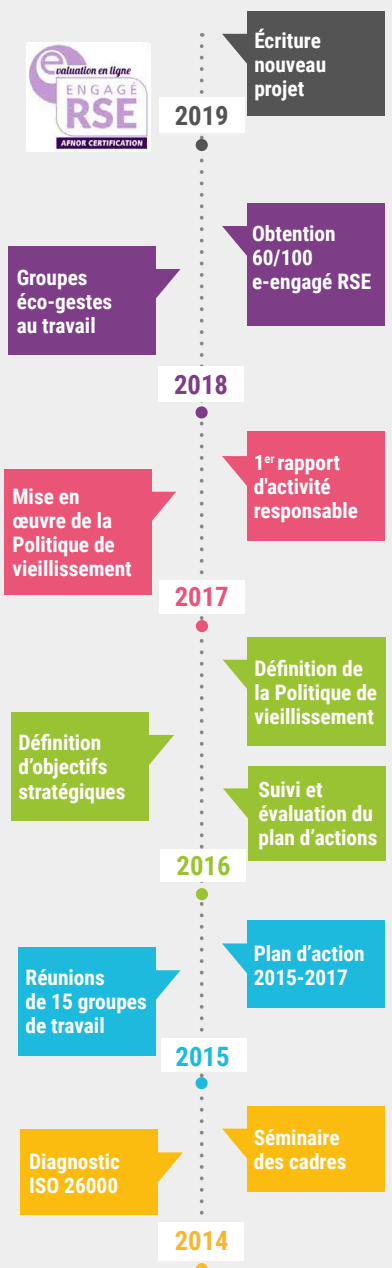 Écriture
nouveau
projet
evaluation en ligne
ENGAGÉ
RSE
AFNOR CERTIFICATION
2019
Obtention
60/100
e-engagé RSE
Groupes
éco-gestes
au travail
2018
1er rapport
d'activité
responsable
Mise en
œuvre de la
Politique de
vieillissement
2017
Définition de
la Politique de
vieillissement
Définition
d’objectifs
stratégiques
Suivi et
évaluation du
plan d’actions
2016
Plan d’action
2015-2017
Réunions
de 15 groupes
de travail
2015
Séminaire
des cadres
Diagnostic
ISO 26000
2014